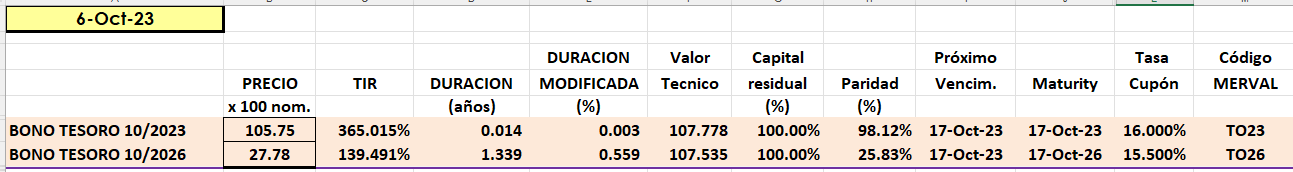 6-Oct-23
DURACION Valor Capital Próximo Tasa Código
PRECIO TIR DURACION MODIFICADA Tecnico residual Paridad Vencim. Maturity Cupón MERVAL
x 100 nom. (años) (%) (%) (%)
BONO TESORO 10/2023 105.75 365.015% 0.014 0.003 107.778 100.00% 98.12% 17-Oct-23 17-Oct-23 16.000% TO23
BONO TESORO 10/2026 27.78 139.491% 1.339 0.559 107.535 100.00% 25.83% 17-Oct-23 17-Oct-26 15.500% TO26